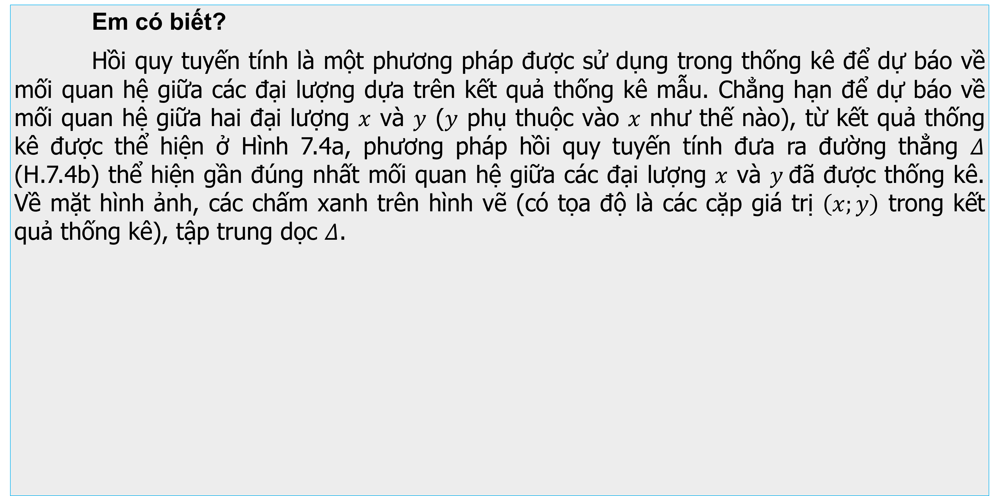 Em có biết?
Hồi quy tuyến tính là một phương pháp được sử dụng trong thống kê để dự báo về
mối quan hệ giữa các đại lượng dựa trên kết quả thống kê mẫu. Chẳng hạn để dự báo về
mối quan hệ giữa hai đại lượng x và y (y phụ thuộc vào x như thế nào), từ kết quả thống
kê được thể hiện ở Hình 7.4a, phương pháp hồi quy tuyến tính đưa ra đường thẳng Δ
(H.7.4b) thể hiện gần đúng nhất mối quan hệ giữa các đại lượng x và y đã được thống kê.
Về mặt hình ảnh, các chấm xanh trên hình vẽ (có tọa độ là các cặp giá trị (x; y) trong kết
quả thống kê), tập trung dọc Δ.